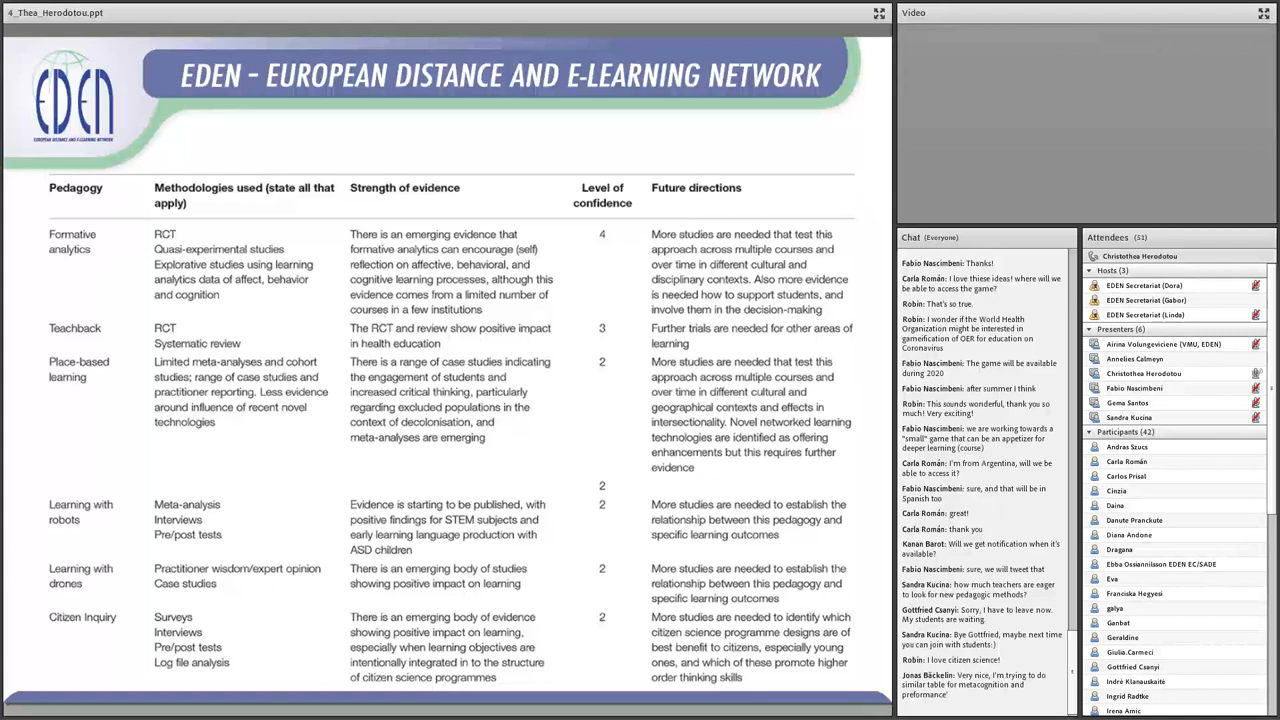 4_Thea_Herodotou.ppt
EDEN
EUROPEAN DISTANCE AND E-LEARNING NETWORK
EDEN - EUROPEAN DISTANCE AND E-LEARNING NETWORK
Pedagogy
Methodologies used (state all that
apply)
Strength of evidence
Level of
confidence
Future directions
Formative
analytics
RCT
Quasi-experimental studies
Explorative studies using learning
analytics data of affect, behavior
and cognition
There is an emerging evidence that
formative analytics can encourage (self)
reflection on affective, behavioral, and
cognitive learning processes, although this
evidence comes from a limited number of
courses in a few institutions
4
More studies are needed that test this
approach across multiple courses and
over time in different cultural and
disciplinary contexts. Also more evidence
is needed how to support students, and
involve them in the decision-making
Teachback
RCT
Systematic review
The RCT and review show positive impact
in health education
3
Further trials are needed for other areas of
learning
Place-based
learning
Limited meta-analyses and cohort
studies; range of case studies and
practitioner reporting. Less evidence
around influence of recent novel
technologies
There is a range of case studies indicating
the engagement of students and
increased critical thinking, particularly
regarding excluded populations in the
context of decolonisation, and
meta-analyses are emerging
2
More studies are needed that test this
approach across multiple courses and
over time in different cultural and
geographical contexts and effects in
intersectionality. Novel networked learning
technologies are identified as offering
enhancements but this requires further
evidence
2
Learning with
robots
Meta-analysis
Interviews
Pre/post tests
Evidence is starting to be published, with
positive findings for STEM subjects and
early learning language production with
ASD children
2
More studies are needed to establish the
relationship between this pedagogy and
specific learning outcomes
Learning with
drones
Practitioner wisdom/expert opinion
Case studies
There is an emerging body of studies
showing positive impact on learning
2
More studies are needed to establish the
relationship between this pedagogy and
specific learning outcomes
Citizen Inquiry
Surveys
Interviews
Pre/post tests
Log file analysis
There is an emerging body of evidence
showing positive impact on learning,
especially when learning objectives are
intentionally integrated in to the structure
of citizen science programmes
2
More studies are needed to identify which
citizen science programme designs are of
best benefit to citizens, especially young
ones, and which of these promote higher
order thinking skills
Video
Chat (Everyone)
Fabio Nascimbeni: Thanks!
Carla Román: I love these ideas! where will we
be able to access the game?
Robin: That's so true.
Robin: I wonder if the World Health
Organization might be interested in
gameification of OER for education on
Coronavirus
Fabio Nascimbeni: The game will be available
during 2020
Fabio Nascimbeni: after summer I think
Robin: This sounds wonderful, thank you so
much! Very exciting!
Fabio Nascimbeni: we are working towards a
"small" game that can be an appetizer for
deeper learning (course)
Carla Román: I'm from Argentina, will we be
able to access it?
Fabio Nascimbeni: sure, and that will be in
Spanish too
Carla Román: great!
Carla Román: thank you
Kanan Barot: Will we get notification when it's
available?
Fabio Nascimbeni: sure, we will tweet that
Sandra Kucina: how much teachers are eager
to look for new pedagogic methods?
Gottfried Csanyi: Sorry, I have to leave now.
My students are waiting.
Sandra Kucina: Bye Gottfried, maybe next time
you can join with students:)
Robin: I love citizen science!
Jonas Bäckelin: Very nice, I'm trying to do
similar table for metacognition and
preformance'
Attendees (51)
Christothea Herodotou
Hosts (3)
EDEN Secretariat (Dora)
EDEN Secretariat (Gabor)
EDEN Secretariat (Linda)
Presenters (6)
Airina Volungeviciene (VMU, EDEN)
Annelies Calmeyn
Christothea Herodotou
Fabio Nascimbeni
Gema Santos
Sandra Kucina
Participants (42)
Andras Szucs
Carla Román
Carlos Prisal
Cinzia
Daina
Danute Pranckute
Diana Andone
Dragana
Ebba Ossiannilsson EDEN EC/SADE
Eva
Franciska Hegyesi
galya
Ganbat
Geraldine
Giulia.Carmeci
Gottfried Csanyi
Indrė Klanauskaitė
Ingrid Radtke
Irena Amic